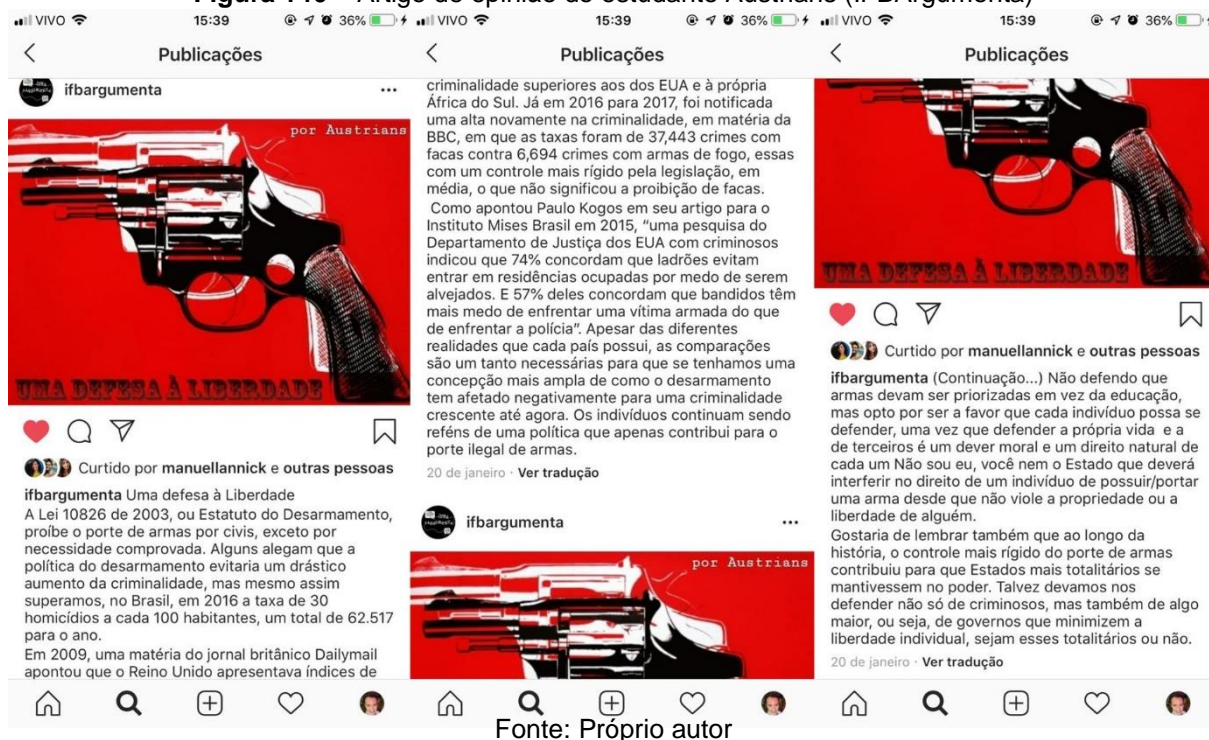 Artigo de opinião do estudante Austrians (IFBArgumenta)
VIVO 15:39 36%
Publicações
ifbargumenta
por Austrians
UMA DEFESA À LIBERDADE
Curtido por manuellannick e outras pessoas
ifbargumenta Uma defesa à Liberdade
A Lei 10826 de 2003, ou Estatuto do Desarmamento,
proíbe o porte de armas por civis, exceto por
necessidade comprovada. Alguns alegam que a
política do desarmamento evitaria um drástico
aumento da criminalidade, mas mesmo assim
superamos, no Brasil, em 2016 a taxa de 30
homicídios a cada 100 habitantes, um total de 62.517
para o ano.
Em 2009, uma matéria do jornal britânico Dailymail
apontou que o Reino Unido apresentava índices de
VIVO 15:39 36%
Publicações
criminalidade superiores aos dos EUA e à própria
África do Sul. Já em 2016 para 2017, foi notificada
uma alta novamente na criminalidade, em matéria da
BBC, em que as taxas foram de 37,443 crimes com
facas contra 6,694 crimes com armas de fogo, essas
com um controle mais rígido pela legislação, em
média, o que não significou a proibição de facas.
Como apontou Paulo Kogos em seu artigo para o
Instituto Mises Brasil em 2015, “uma pesquisa do
Departamento de Justiça dos EUA com criminosos
indicou que 74% concordam que ladrões evitam
entrar em residências ocupadas por medo de serem
alvejados. E 57% deles concordam que bandidos têm
mais medo de enfrentar uma vítima armada do que
de enfrentar a polícia”. Apesar das diferentes
realidades que cada país possui, as comparações
são um tanto necessárias para que se tenhamos uma
concepção mais ampla de como o desarmamento
tem afetado negativamente para uma criminalidade
crescente até agora. Os indivíduos continuam sendo
reféns de uma política que apenas contribui para o
porte ilegal de armas.
20 de janeiro · Ver tradução
ifbargumenta
por Austrians
VIVO 15:39 36%
Publicações
UMA DEFESA À LIBERDADE
Curtido por manuellannick e outras pessoas
ifbargumenta (Continuação...) Não defendo que
armas devam ser priorizadas em vez da educação,
mas opto por ser a favor que cada indivíduo possa se
defender, uma vez que defender a própria vida e a
de terceiros é um dever moral e um direito natural de
cada um Não sou eu, você nem o Estado que deverá
interferir no direito de um indivíduo de possuir/portar
uma arma desde que não viole a propriedade ou a
liberdade de alguém.
Gostaria de lembrar também que ao longo da
história, o controle mais rígido do porte de armas
contribuiu para que Estados mais totalitários se
mantivessem no poder. Talvez devamos nos
defender não só de criminosos, mas também de algo
maior, ou seja, de governos que minimizem a
liberdade individual, sejam esses totalitários ou não.
20 de janeiro · Ver tradução
Fonte: Próprio autor